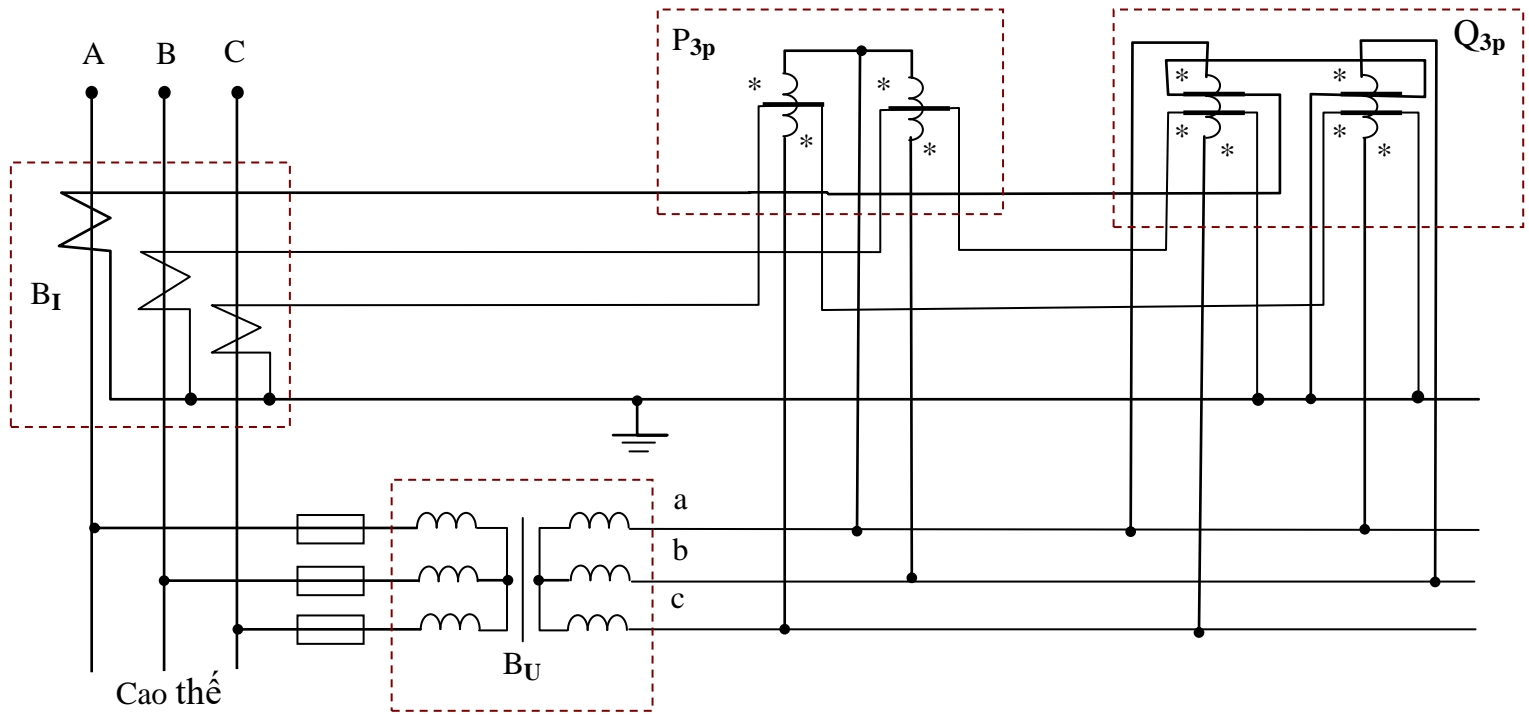 A B C
P3p
Q3p
* * * *
* * * *
* *
BI
a
b
c
BU
Cao thế